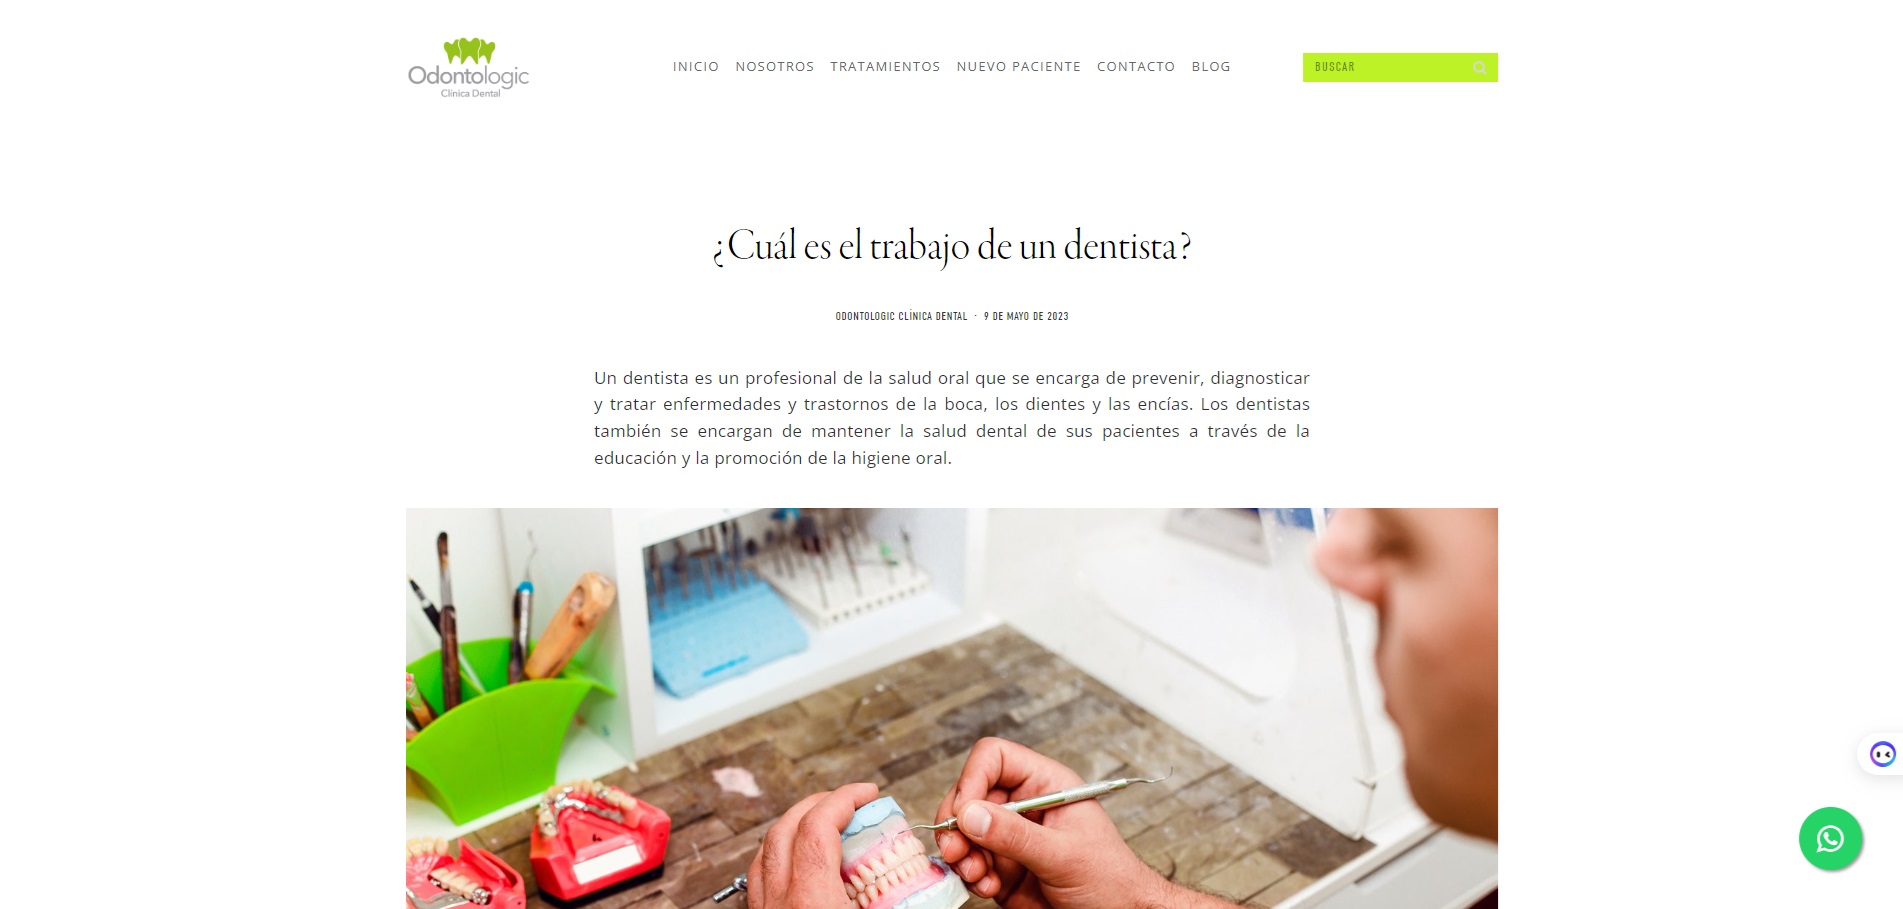 Odontologic
Clínica Dental
INICIO NOSOTROS TRATAMIENTOS NUEVO PACIENTE CONTACTO BLOG
BUSCAR
¿Cuál es el trabajo de un dentista?
ODONTOLOGIC CLÍNICA DENTAL · 9 DE MAYO DE 2023
Un dentista es un profesional de la salud oral que se encarga de prevenir, diagnosticar
y tratar enfermedades y trastornos de la boca, los dientes y las encías. Los dentistas
también se encargan de mantener la salud dental de sus pacientes a través de la
educación y la promoción de la higiene oral.